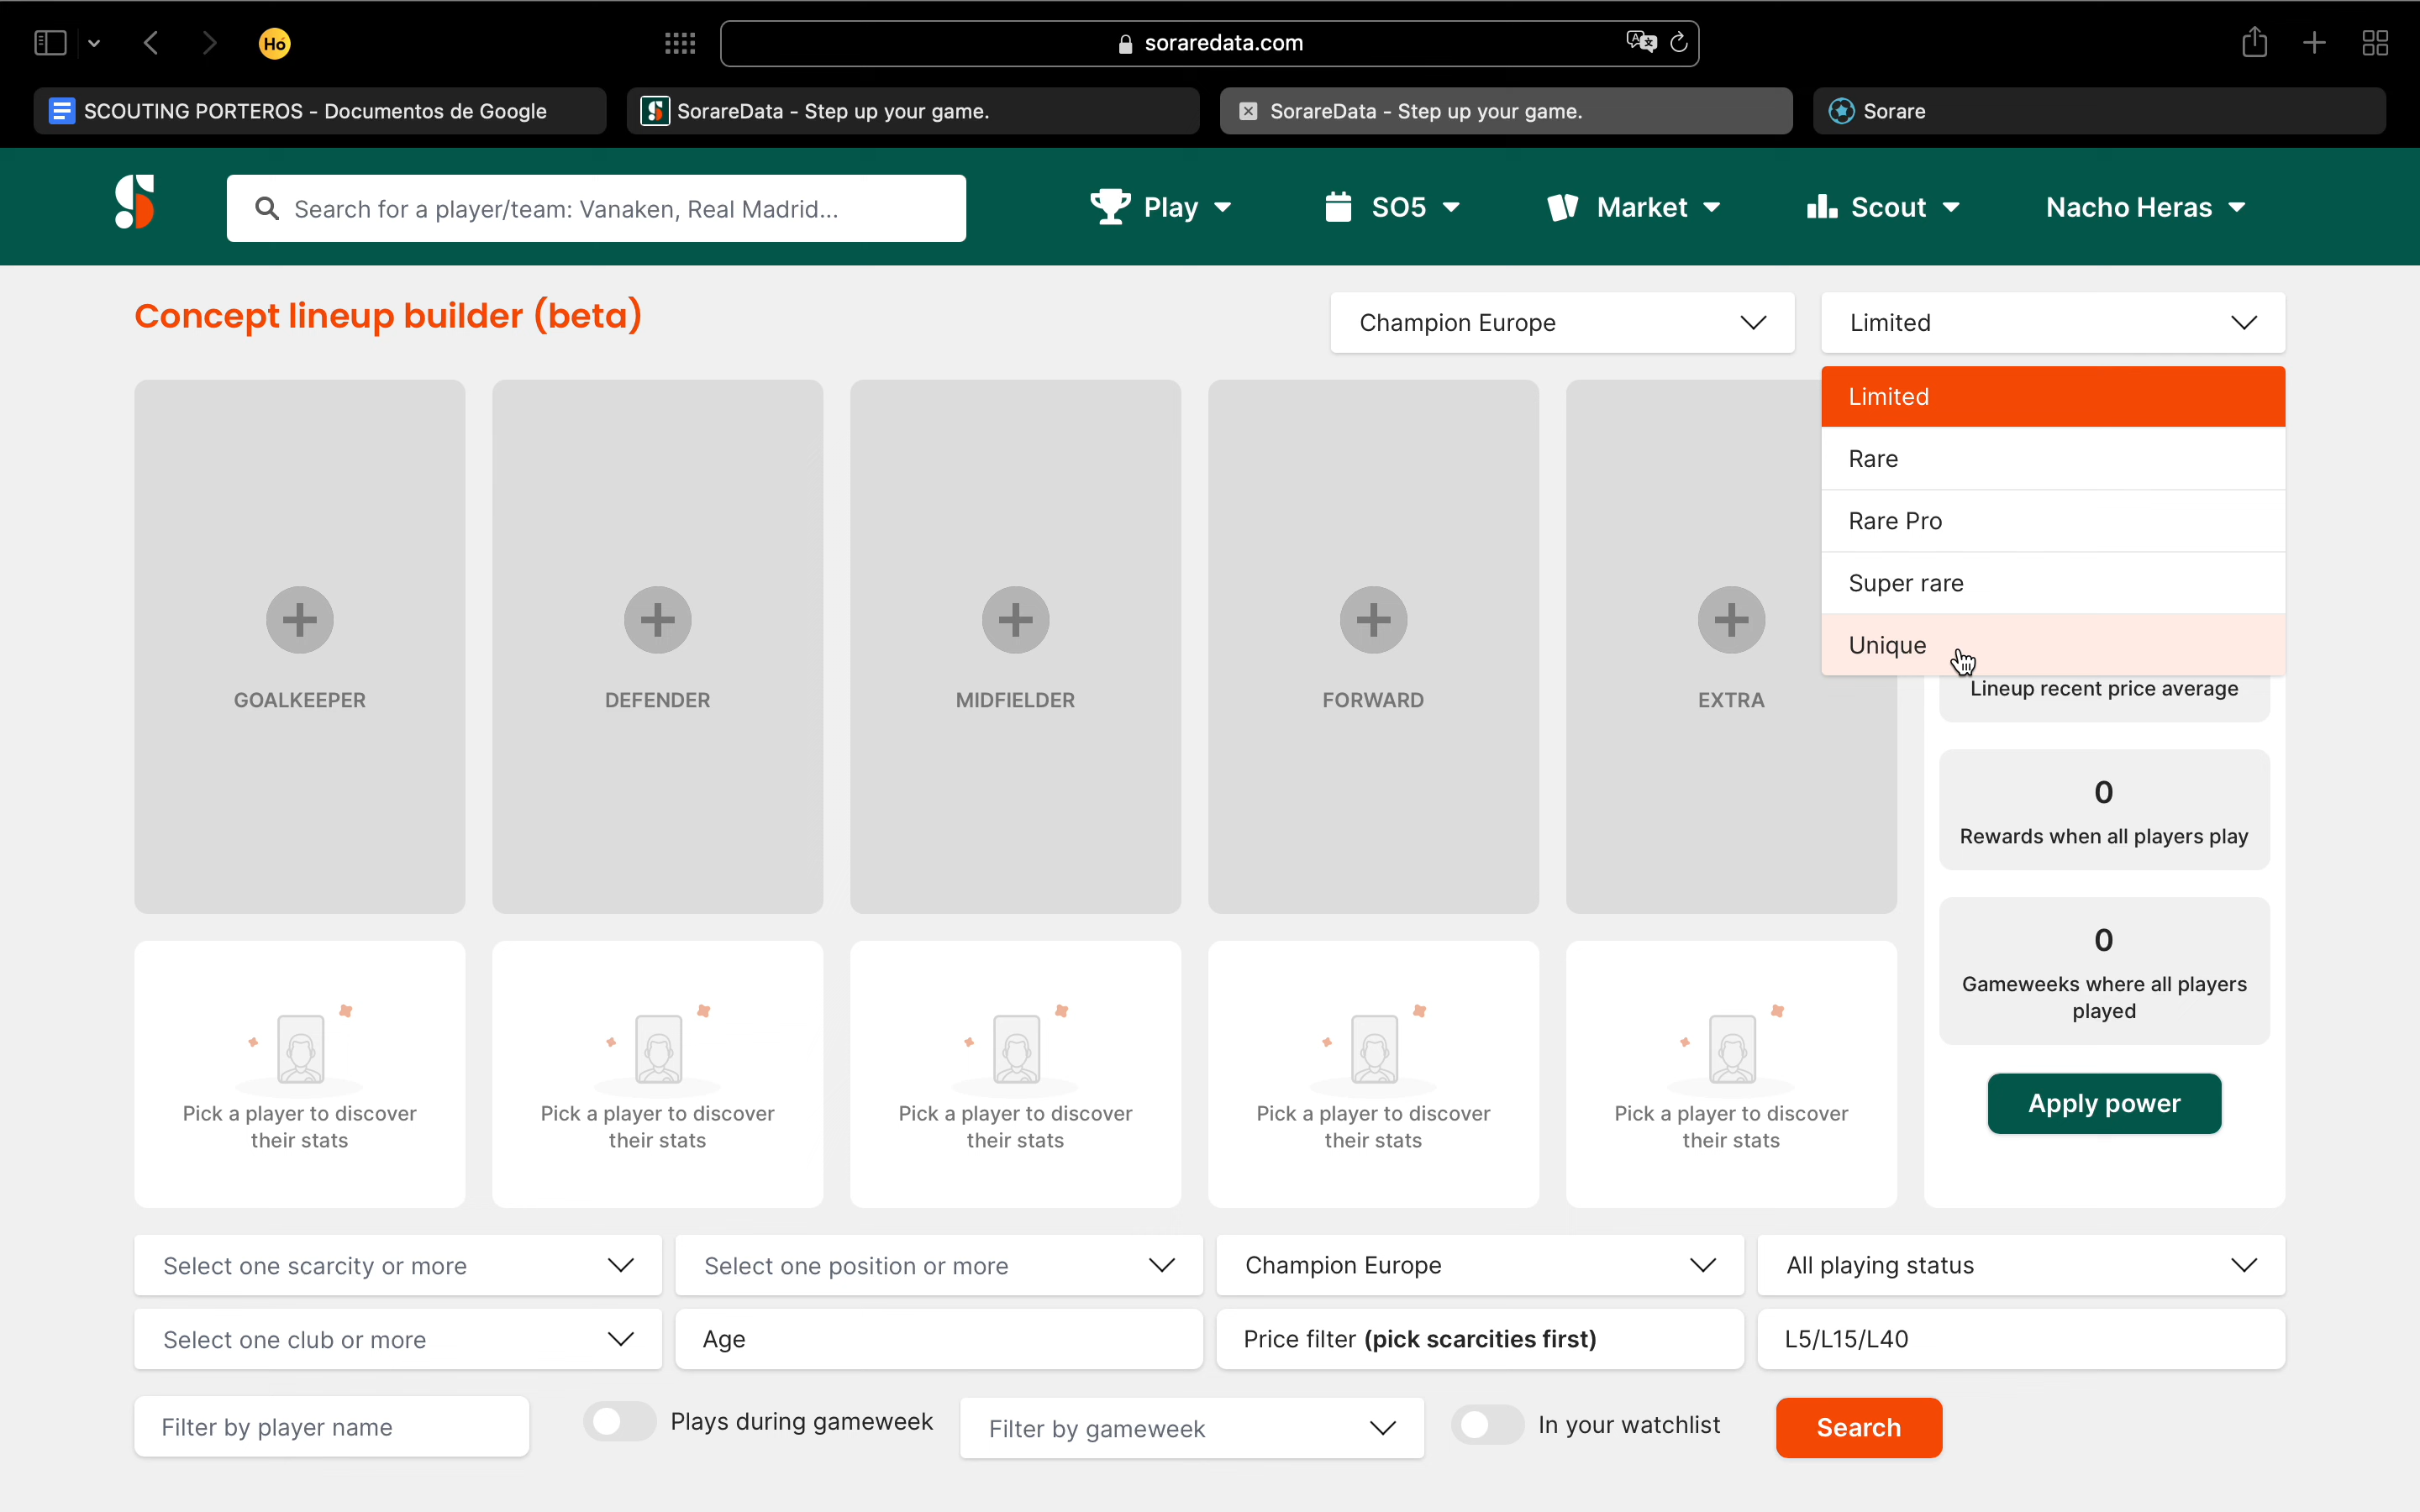 Hó
soraredata.com
SCOUTING PORTEROS - Documentos de Google
SorareData - Step up your game.
SorareData - Step up your game.
Sorare
Search for a player/team: Vanaken, Real Madrid...
Play
SO5
Market
Scout
Nacho Heras
Concept lineup builder (beta)
Champion Europe
Limited
Limited
Rare
Rare Pro
Super rare
Unique
GOALKEEPER
DEFENDER
MIDFIELDER
FORWARD
EXTRA
Lineup recent price average
0
Rewards when all players play
0
Gameweeks where all players
played
Apply power
Pick a player to discover
their stats
Pick a player to discover
their stats
Pick a player to discover
their stats
Pick a player to discover
their stats
Pick a player to discover
their stats
Select one scarcity or more
Select one position or more
Champion Europe
All playing status
Select one club or more
Age
Price filter (pick scarcities first)
L5/L15/L40
Filter by player name
Plays during gameweek
Filter by gameweek
In your watchlist
Search